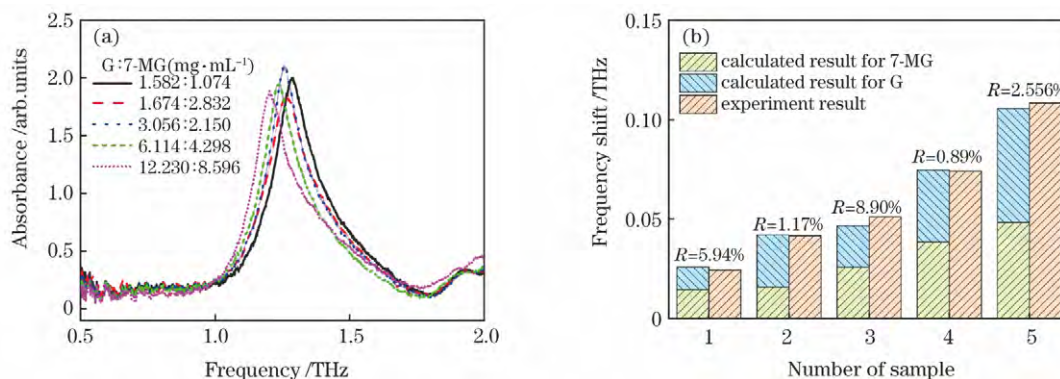 (a)
G:7-MG(mg·mL⁻¹)
1.582:1.074
1.674:2.832
3.056:2.150
6.114:4.298
12.230:8.596
2.5
2.0
1.5
1.0
0.5
0
Absorbance /arb.units
0.5 1.0 1.5 2.0
Frequency /THz
(b)
calculated result for 7-MG
calculated result for G
experiment result
R=5.94%
R=1.17%
R=8.90%
R=0.89%
R=2.556%
0.15
0.10
0.05
0
Frequency shift /THz
1 2 3 4 5
Number of sample